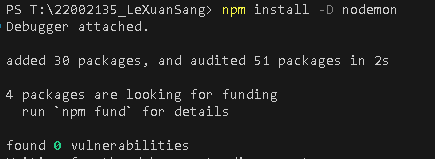 PS T:\22002135_LeXuanSang> npm install -D nodemon
Debugger attached.
added 30 packages, and audited 51 packages in 2s
4 packages are looking for funding
run `npm fund` for details
found 0 vulnerabilities